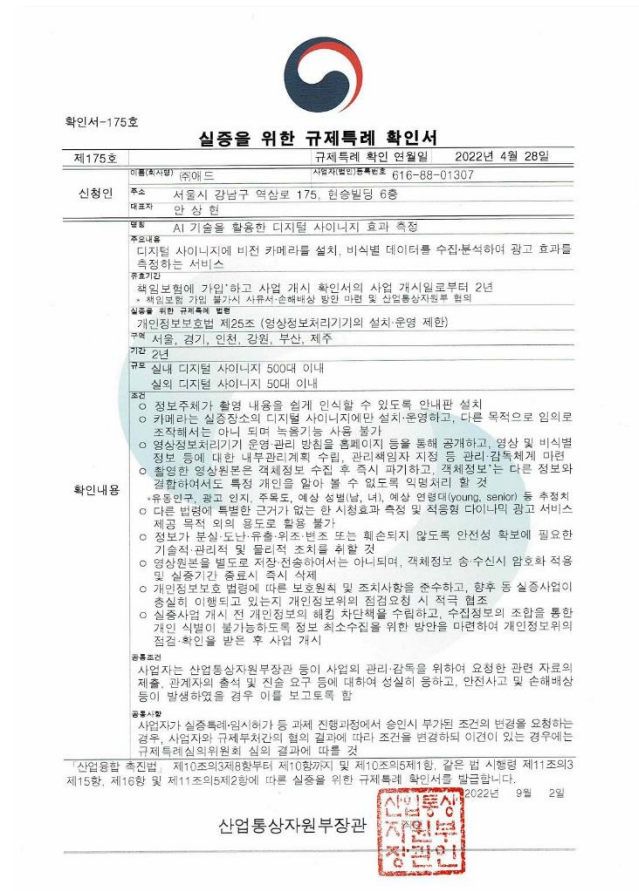 확인서-175호
실증을 위한 규제특례 확인서
제175호 규제특례 확인 연월일 2022년 4월 28일
신청인
이름(회사명) ㈜애드 사업자(법인)등록번호 616-88-01307
주소 서울시 강남구 역삼로 175, 현승빌딩 6층
대표자 안 상 현
확인내용
명칭
AI 기술을 활용한 디지털 사이니지 효과 측정
주요내용
디지털 사이니지에 비전 카메라를 설치, 비식별 데이터를 수집·분석하여 광고 효과를
측정하는 서비스
유효기간
책임보험에 가입*하고 사업 개시 확인서의 사업 개시일로부터 2년
* 책임보험 가입 불가시 사유서·손해배상 방안 마련 및 산업통상자원부 협의
실증을 위한 규제특례 법령
개인정보보호법 제25조 (영상정보처리기기의 설치·운영 제한)
구역 서울, 경기, 인천, 강원, 부산, 제주
기간 2년
규모 실내 디지털 사이니지 500대 이내
실외 디지털 사이니지 50대 이내
조건
ㅇ 정보주체가 촬영 내용을 쉽게 인식할 수 있도록 안내판 설치
ㅇ 카메라는 실증장소의 디지털 사이니지에만 설치·운영하고, 다른 목적으로 임의로
조작해서는 아니 되며 녹음기능 사용 불가
ㅇ 영상정보처리기기 운영·관리 방침을 홈페이지 등을 통해 공개하고, 영상 및 비식별
정보 등에 대한 내부관리계획 수립, 관리책임자 지정 등 관리·감독체계 마련
ㅇ 촬영한 영상원본은 객체정보 수집 후 즉시 파기하고, 객체정보*는 다른 정보와
결합하여서도 특정 개인을 알아 볼 수 없도록 익명처리 할 것
*유동인구, 광고 인지, 주목도, 예상 성별(남, 녀), 예상 연령대(young, senior) 등 추정치
ㅇ 다른 법령에 특별한 근거가 없는 한 시청효과 측정 및 적응형 다이나믹 광고 서비스
제공 목적 외의 용도로 활용 불가
ㅇ 정보가 분실·도난·유출·위조·변조 또는 훼손되지 않도록 안전성 확보에 필요한
기술적·관리적 및 물리적 조치를 취할 것
ㅇ 영상원본을 별도로 저장·전송하여서는 아니되며, 객체정보 송·수신시 암호화 적용
및 실증기간 종료시 즉시 삭제
ㅇ 개인정보보호 법령에 따른 보호원칙 및 조치사항을 준수하고, 향후 동 실증사업이
충실히 이행되고 있는지 개인정보위의 점검요청 시 적극 협조
ㅇ 실증사업 개시 전 개인정보의 해킹 차단책을 수립하고, 수집정보의 조합을 통한
개인 식별이 불가능하도록 정보 최소수집을 위한 방안을 마련하여 개인정보위의
점검·확인을 받은 후 사업 개시
공통조건
사업자는 산업통상자원부장관 등이 사업의 관리·감독을 위하여 요청한 관련 자료의
제출, 관계자의 출석 및 진술 요구 등에 대하여 성실히 응하고, 안전사고 및 손해배상
등이 발생하였을 경우 이를 보고토록 함
공통사항
사업자가 실증특례·임시허가 등 과제 진행과정에서 승인시 부가된 조건의 변경을 요청하는
경우, 사업자와 규제부처간의 협의 결과에 따라 조건을 변경하되 이견이 있는 경우에는
규제특례심의위원회 심의 결과에 따를 것
「산업융합 촉진법」 제10조의3제8항부터 제10항까지 및 제10조의5제1항, 같은 법 시행령 제11조의3
제15항, 제16항 및 제11조의5제2항에 따른 실증을 위한 규제특례 확인서를 발급합니다.
2022년 9월 2일
산업통상자원부장관
산업통상
자원부
장관인